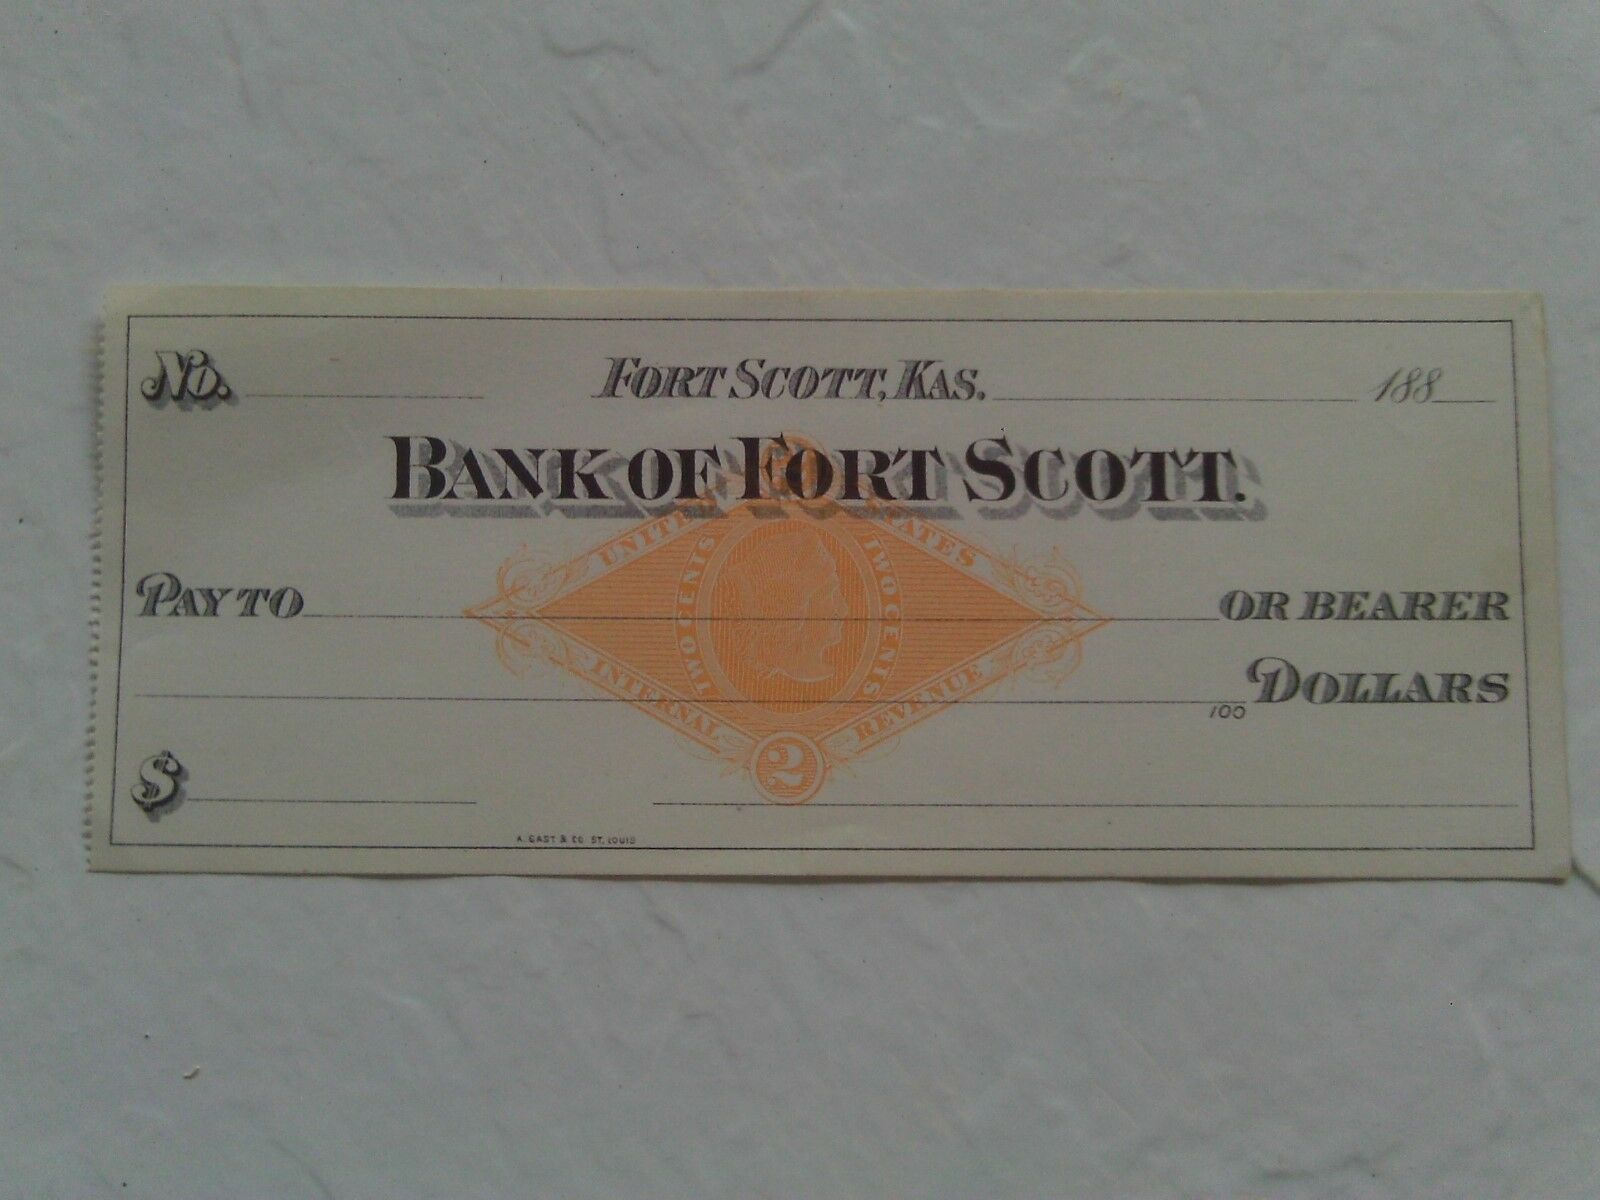 No.
FORT SCOTT, KAS. 188
BANK OF FORT SCOTT.
UNITED STATES
TWO CENTS TWO CENTS
PAY TO OR BEARER
INTERNAL REVENUE
/100 DOLLARS
2
$
A. GAST & CO. ST. LOUIS